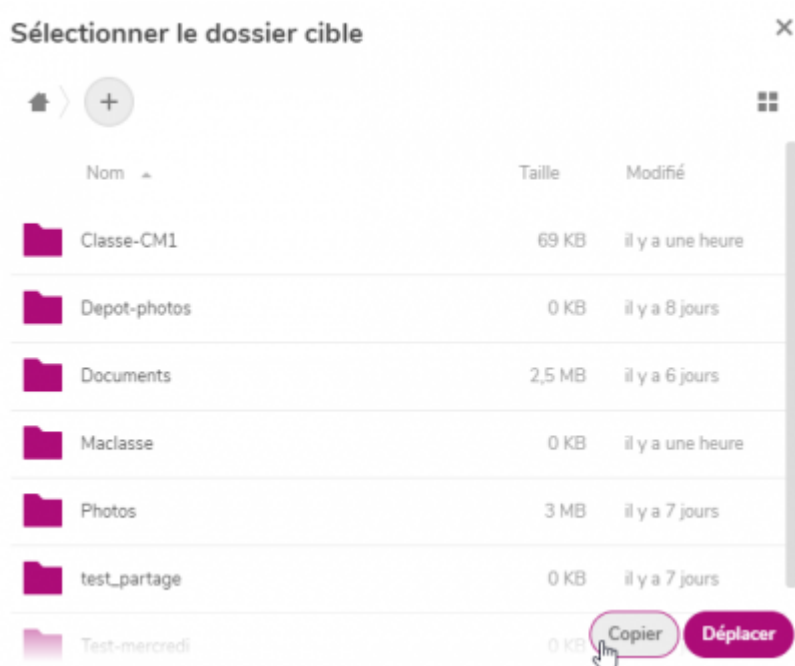 Sélectionner le dossier cible
Nom Taille Modifié
Classe-CM1 69 KB il y a une heure
Depot-photos 0 KB il y a 8 jours
Documents 2,5 MB il y a 6 jours
Maclasse 0 KB il y a une heure
Photos 3 MB il y a 7 jours
test_partage 0 KB il y a 7 jours
Test-mercredi 0 KB
Copier Déplacer